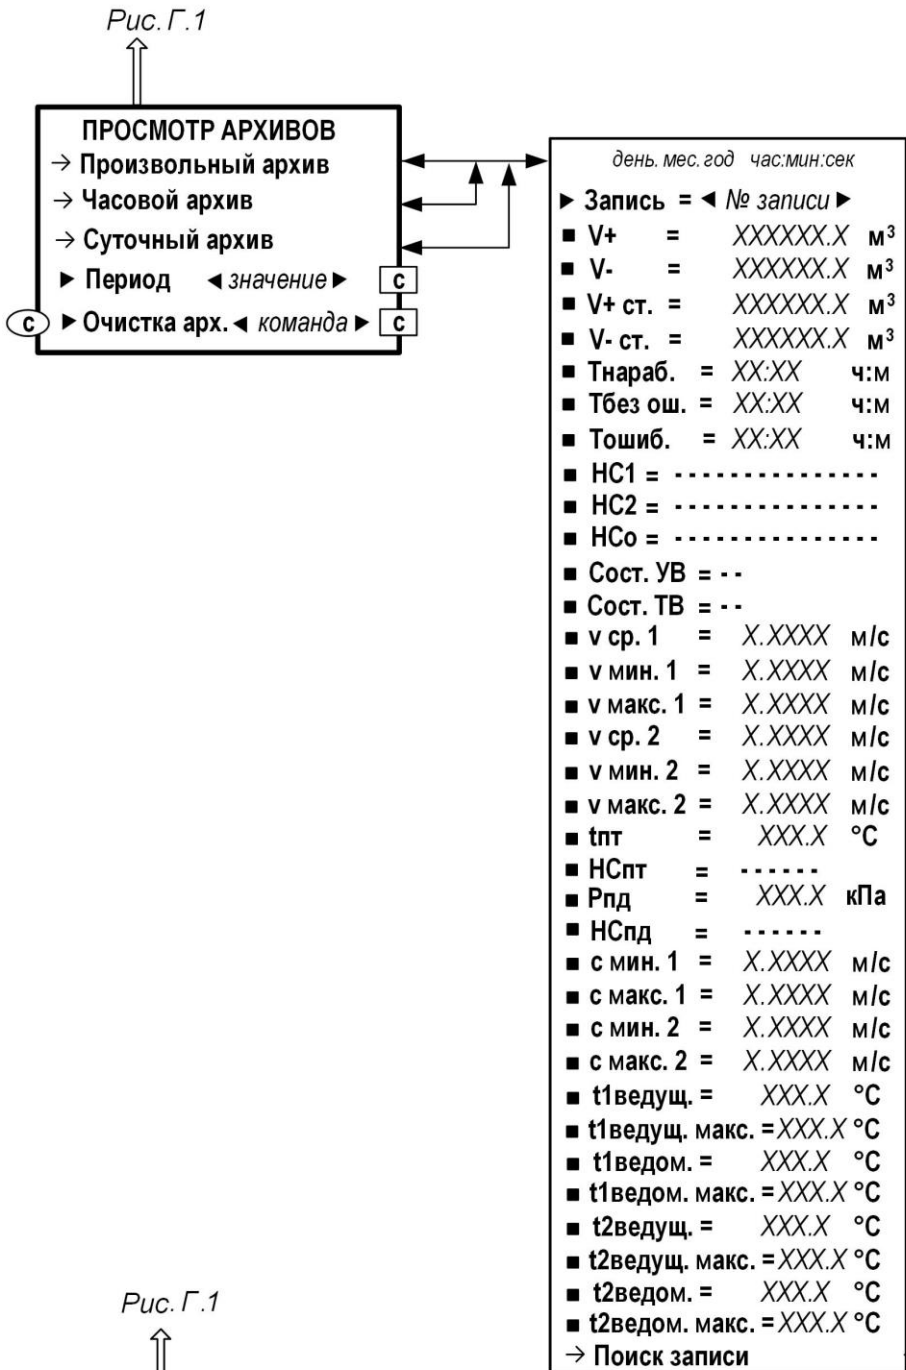 Рис. Г.1
ПРОСМОТР АРХИВОВ
→ Произвольный архив
→ Часовой архив
→ Суточный архив
► Период ◄ значение ► с
с ► Очистка арх. ◄ команда ► с
день. мес. год час:мин:сек
► Запись = ◄ № записи ►
■ V+ = XXXXXX.X м³
■ V- = XXXXXX.X м³
■ V+ ст. = XXXXXX.X м³
■ V- ст. = XXXXXX.X м³
■ Тнараб. = XX:XX ч:м
■ Тбез ош. = XX:XX ч:м
■ Тошиб. = XX:XX ч:м
■ НС1 = - - - - - - - - - - - - - - -
■ НС2 = - - - - - - - - - - - - - - -
■ НСо = - - - - - - - - - - - - - - -
■ Сост. УВ = - -
■ Сост. ТВ = - -
■ v ср. 1 = X.XXXX м/с
■ v мин. 1 = X.XXXX м/с
■ v макс. 1 = X.XXXX м/с
■ v ср. 2 = X.XXXX м/с
■ v мин. 2 = X.XXXX м/с
■ v макс. 2 = X.XXXX м/с
■ tпт = XXX.X °C
■ НСпт = - - - - - -
■ Рпд = XXX.X кПа
■ НСпд = - - - - - -
■ с мин. 1 = X.XXXX м/с
■ с макс. 1 = X.XXXX м/с
■ с мин. 2 = X.XXXX м/с
■ с макс. 2 = X.XXXX м/с
■ t1ведущ. = XXX.X °C
■ t1ведущ. макс. = XXX.X °C
■ t1ведом. = XXX.X °C
■ t1ведом. макс. = XXX.X °C
■ t2ведущ. = XXX.X °C
■ t2ведущ. макс. = XXX.X °C
■ t2ведом. = XXX.X °C
■ t2ведом. макс. = XXX.X °C
→ Поиск записи
Рис. Г.1